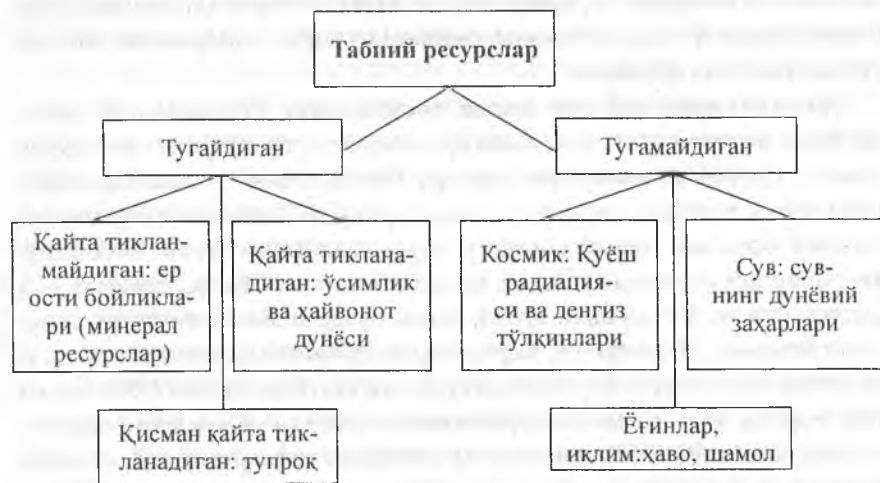 Табиий ресурслар
Тугайдиган
Тугамайдиган
Қайта тиклан-
майдиган: ер
ости бойликла-
ри (минерал
ресурслар)
Қайта тиклана-
диган: ўсимлик
ва ҳайвонот
дунёси
Космик: Қуёш
радиация-
си ва денгиз
тўлқинлари
Сув: сув-
нинг дунёвий
заҳарлари
Қисман қайта тик-
ланадиган: тупроқ
Ёғинлар,
иқлим:ҳаво, шамол